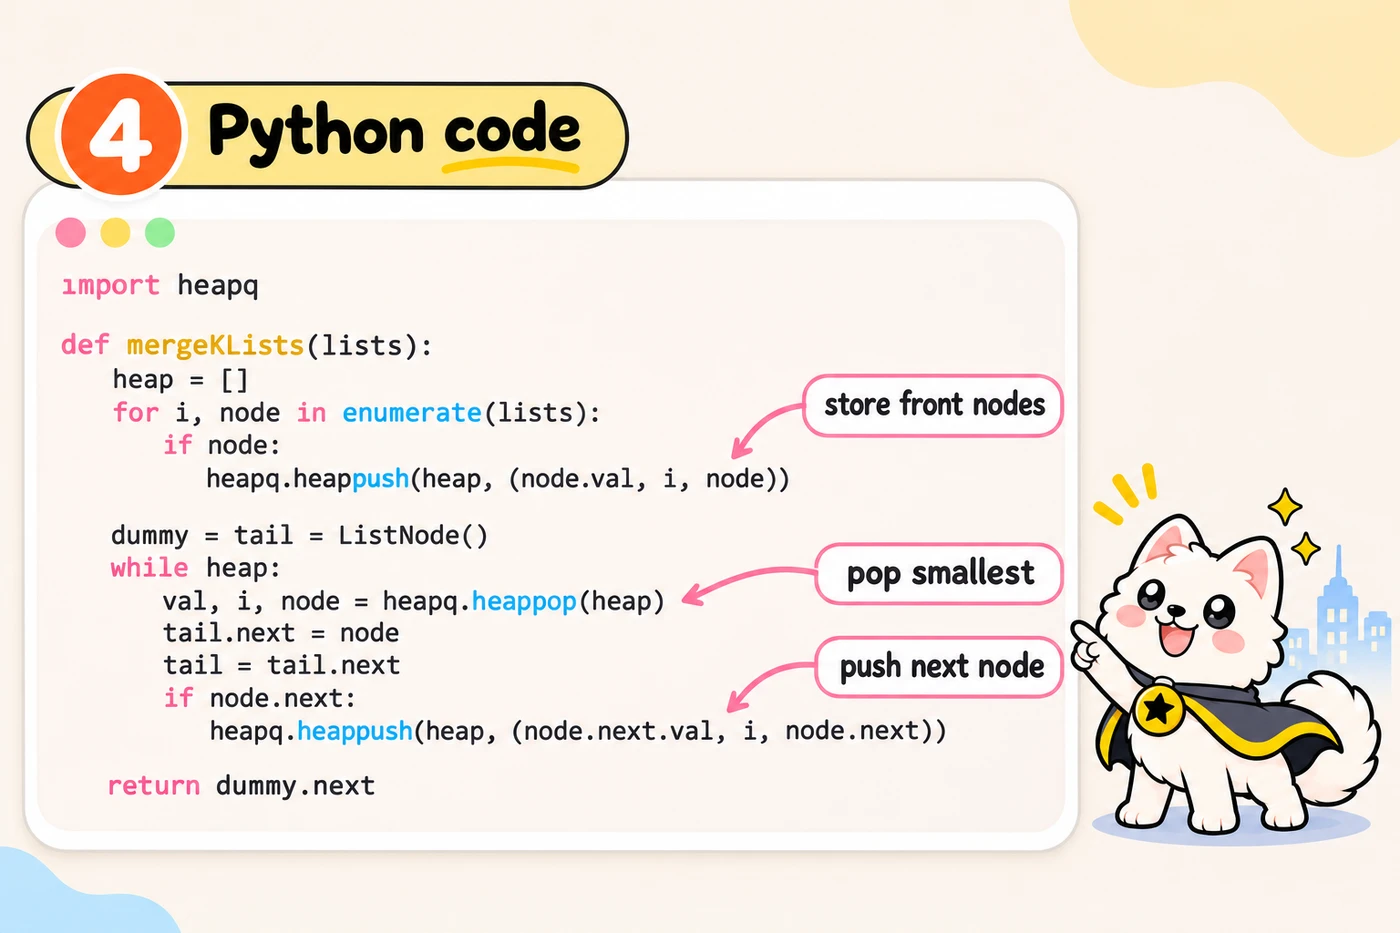 4 Python code
import heapq
def mergeKLists(lists):
heap = []
for i, node in enumerate(lists):
if node:
heapq.heappush(heap, (node.val, i, node))
store front nodes
dummy = tail = ListNode()
while heap:
val, i, node = heapq.heappop(heap)
pop smallest
tail.next = node
tail = tail.next
if node.next:
heapq.heappush(heap, (node.next.val, i, node.next))
push next node
return dummy.next